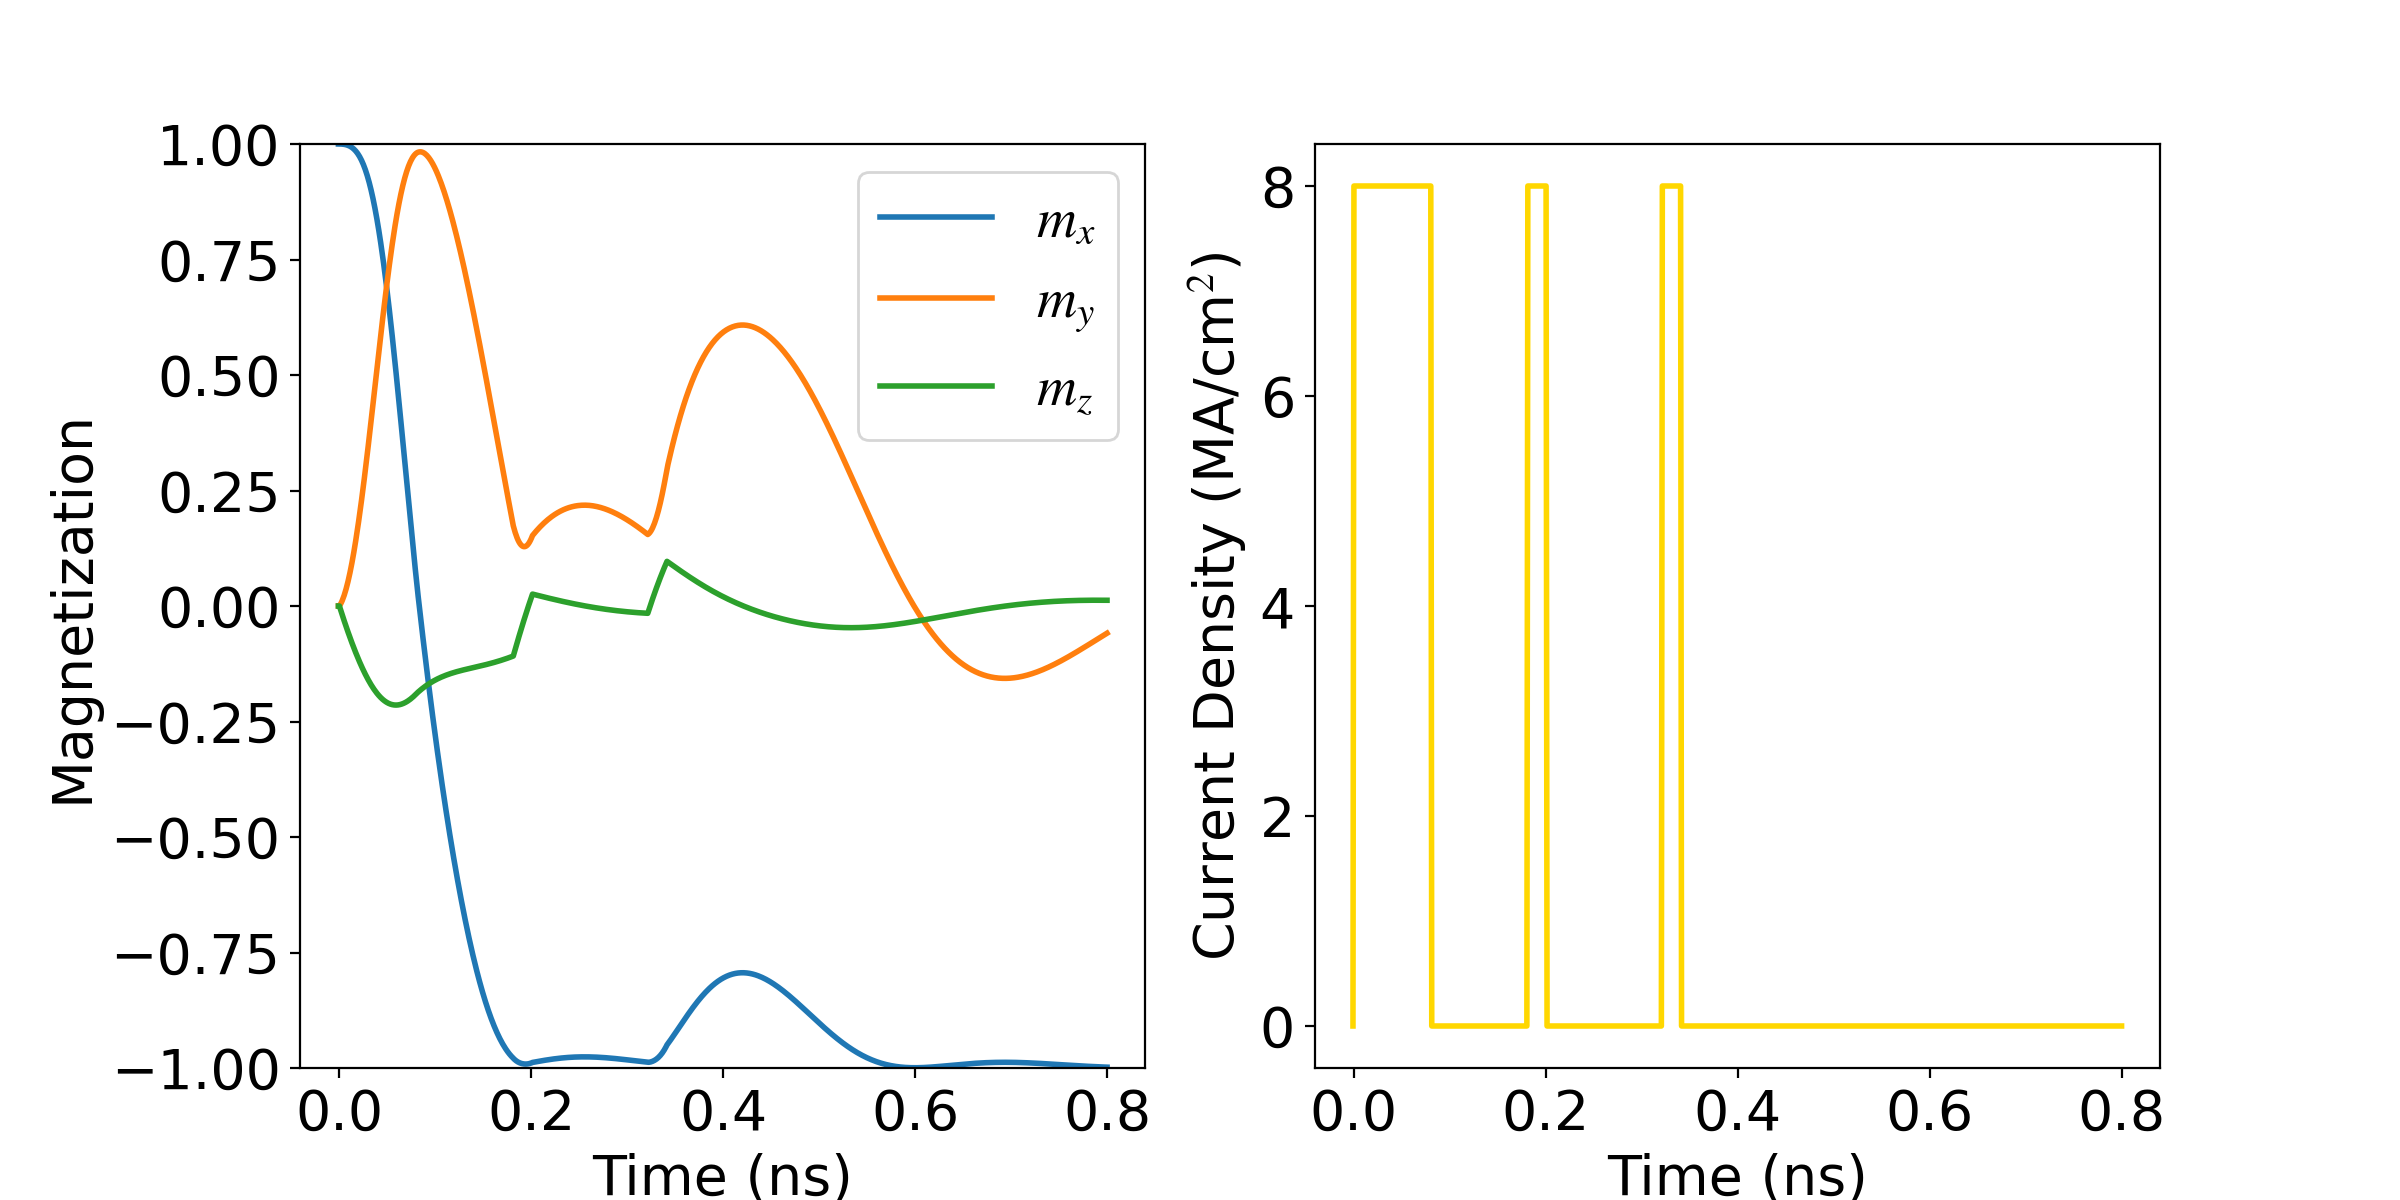 1.00
0.75
0.50
0.25
0.00
−0.25
−0.50
−0.75
−1.00
Magnetization
0.0 0.2 0.4 0.6 0.8
Time (ns)
m_x
m_y
m_z
8
6
4
2
0
Current Density (MA/cm²)
0.0 0.2 0.4 0.6 0.8
Time (ns)